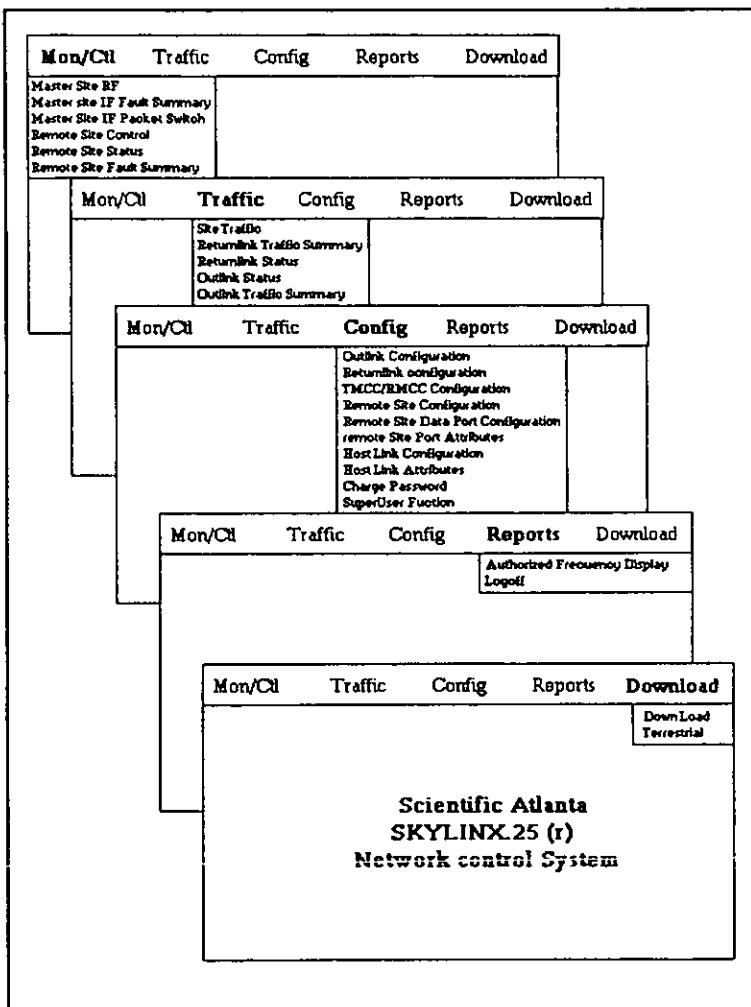 Mon/Ctl Traffic Config Reports Download
Master Site RF
Master site IF Fault Summary
Master Site IF Packet Switch
Remote Site Control
Remote Site Status
Remote Site Fault Summary
Mon/Ctl Traffic Config Reports Download
Site Traffic
Returnlink Traffic Summary
Returnlink Status
Outlink Status
Outlink Traffic Summary
Mon/Ctl Traffic Config Reports Download
Outlink Configuration
Returnlink configuration
TMCC/RMCC Configuration
Remote Site Configuration
Remote Site Data Port Configuration
remote Site Port Attributes
Host Link Configuration
Host Link Attributes
Charge Password
SuperUser Fuction
Mon/Ctl Traffic Config Reports Download
Authorized Frequency Display
Logoff
Mon/Ctl Traffic Config Reports Download
Down Load
Terrestrial
Scientific Atlanta
SKYLINX.25 (r)
Network control System